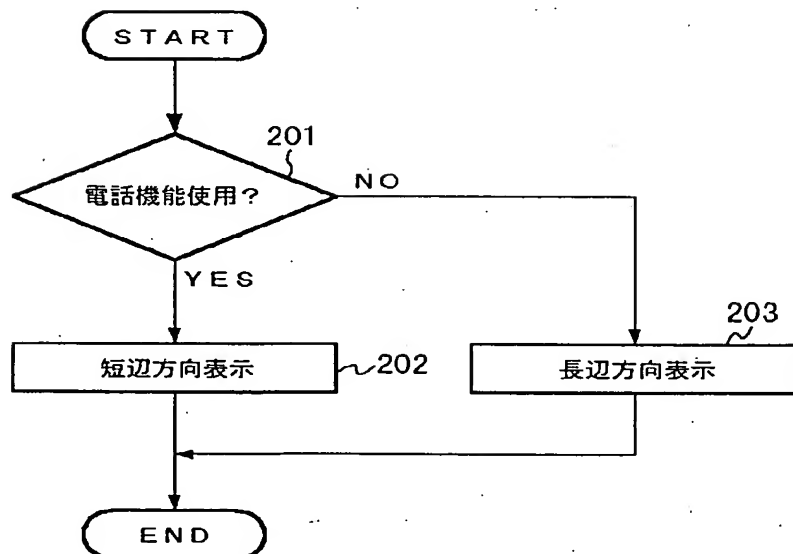 START
201
電話機能使用?
NO
YES
203
短辺方向表示
202
長辺方向表示
END